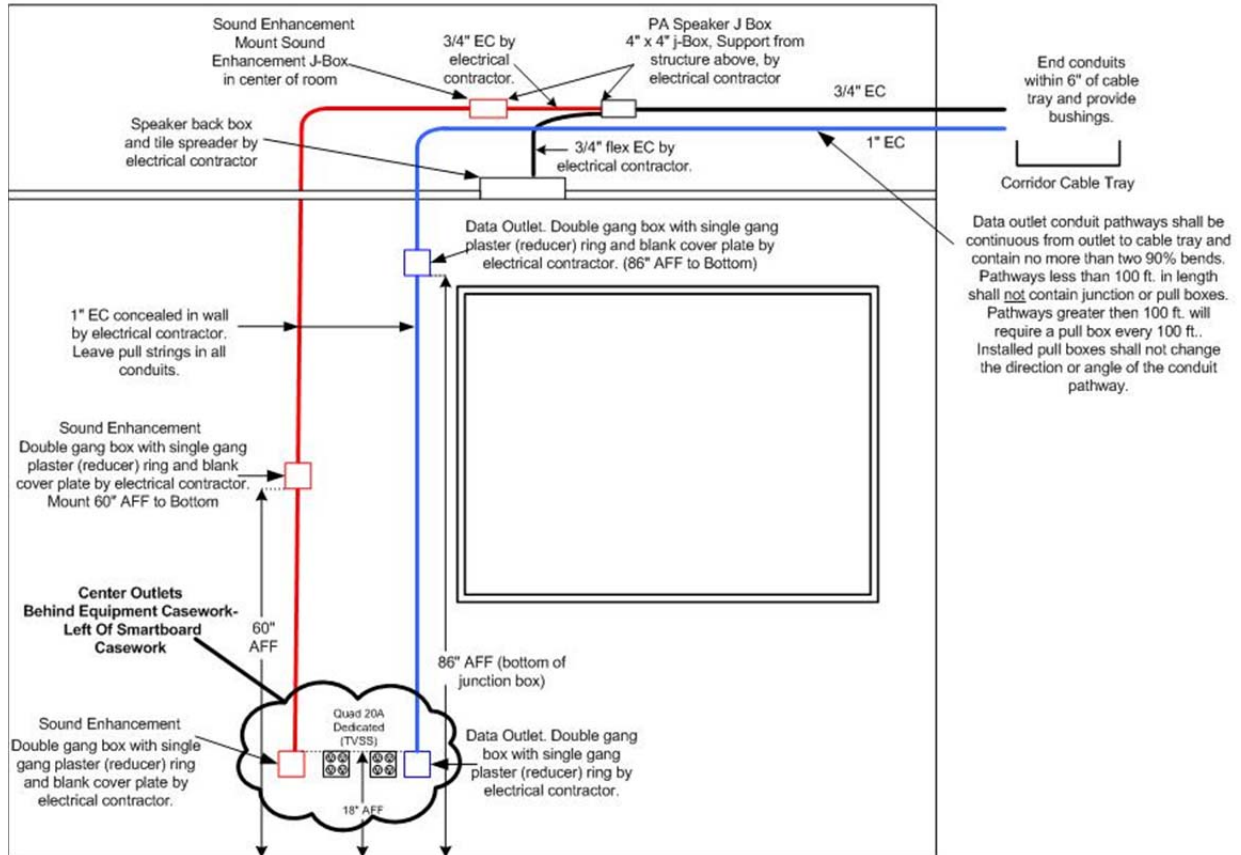 Sound Enhancement
Mount Sound
Enhancement J-Box
in center of room
3/4" EC by
electrical
contractor.
PA Speaker J Box
4" x 4" j-Box, Support from
structure above, by
electrical contractor
End conduits
within 6" of cable
tray and provide
bushings.
3/4" EC
1" EC
Corridor Cable Tray
Speaker back box
and tile spreader by
electrical contractor
3/4" flex EC by
electrical contractor.
Data Outlet. Double gang box with single gang
plaster (reducer) ring and blank cover plate by
electrical contractor. (86" AFF to Bottom)
Data outlet conduit pathways shall be
continuous from outlet to cable tray and
contain no more than two 90% bends.
Pathways less than 100 ft. in length
shall not contain junction or pull boxes.
Pathways greater then 100 ft. will
require a pull box every 100 ft..
Installed pull boxes shall not change
the direction or angle of the conduit
pathway.
1" EC concealed in wall
by electrical contractor.
Leave pull strings in all
conduits.
Sound Enhancement
Double gang box with single gang
plaster (reducer) ring and blank
cover plate by electrical contractor.
Mount 60" AFF to Bottom
Center Outlets
Behind Equipment Casework-
Left Of Smartboard
Casework
60"
AFF
86" AFF (bottom of
junction box)
Sound Enhancement
Double gang box with single
gang plaster (reducer) ring
and blank cover plate by
electrical contractor.
Quad 20A
Dedicated
(TVSS)
18" AFF
Data Outlet. Double gang
box with single gang
plaster (reducer) ring by
electrical contractor.